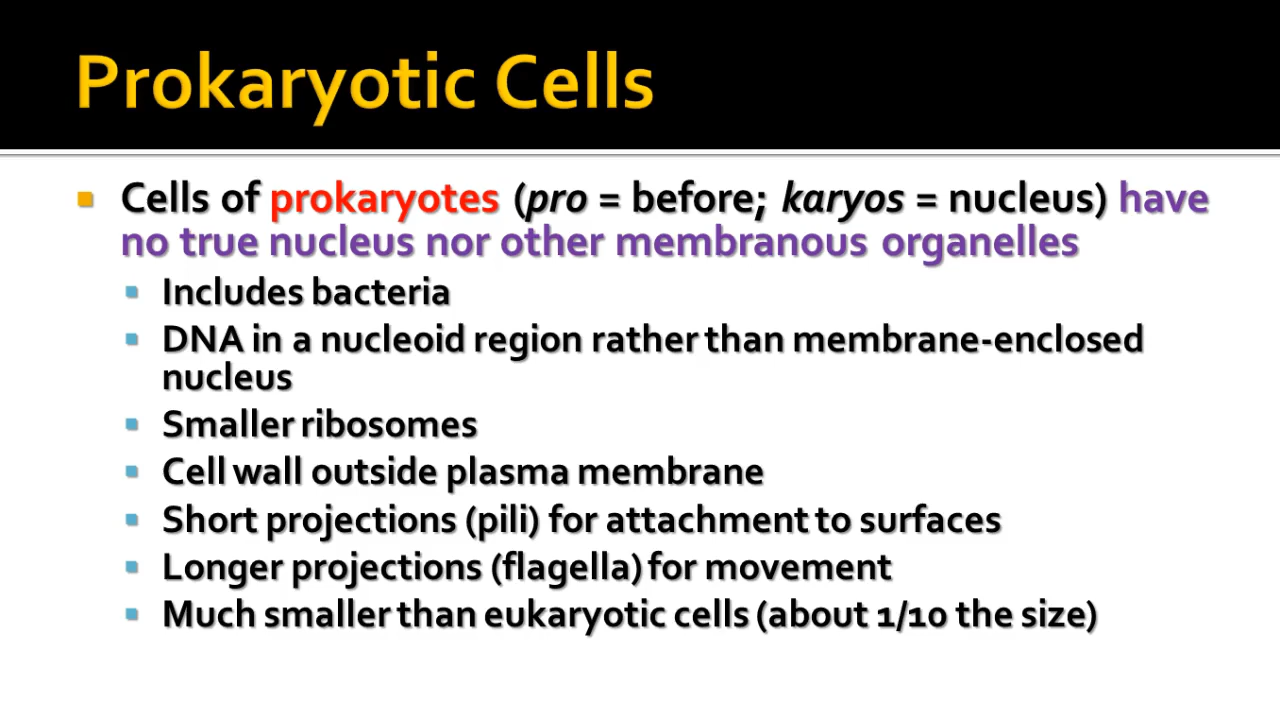 Prokaryotic Cells
Cells of prokaryotes (pro = before; karyos = nucleus) have
no true nucleus nor other membranous organelles
Includes bacteria
DNA in a nucleoid region rather than membrane-enclosed
nucleus
Smaller ribosomes
Cell wall outside plasma membrane
Short projections (pili) for attachment to surfaces
Longer projections (flagella) for movement
Much smaller than eukaryotic cells (about 1/10 the size)